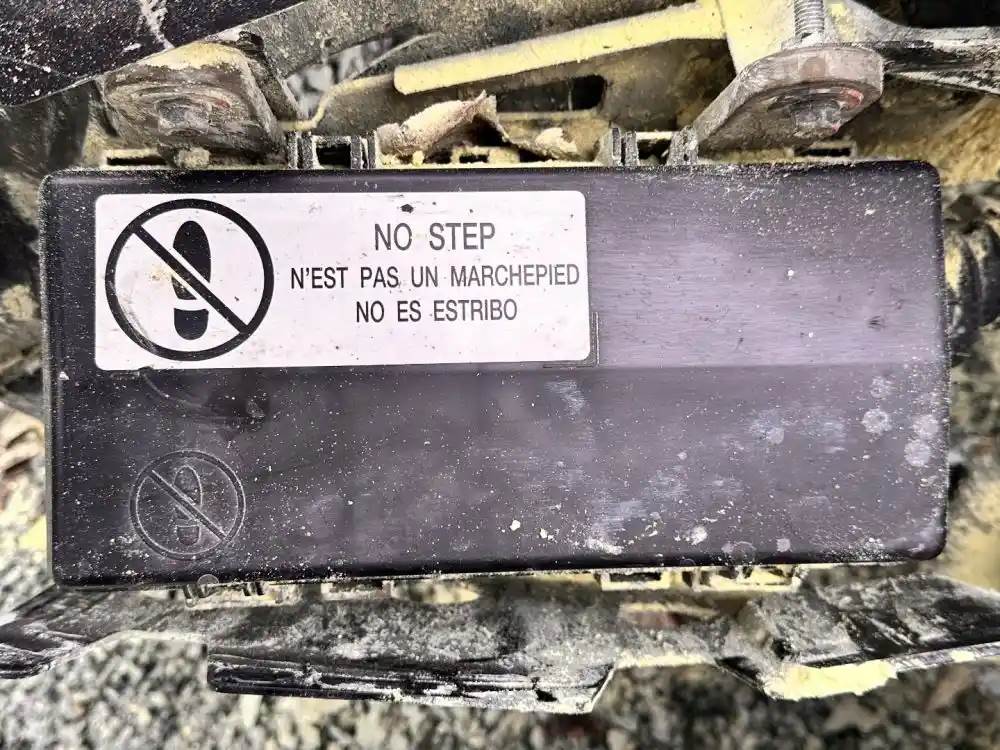 NO STEP
N'EST PAS UN MARCHEPIED
NO ES ESTRIBO